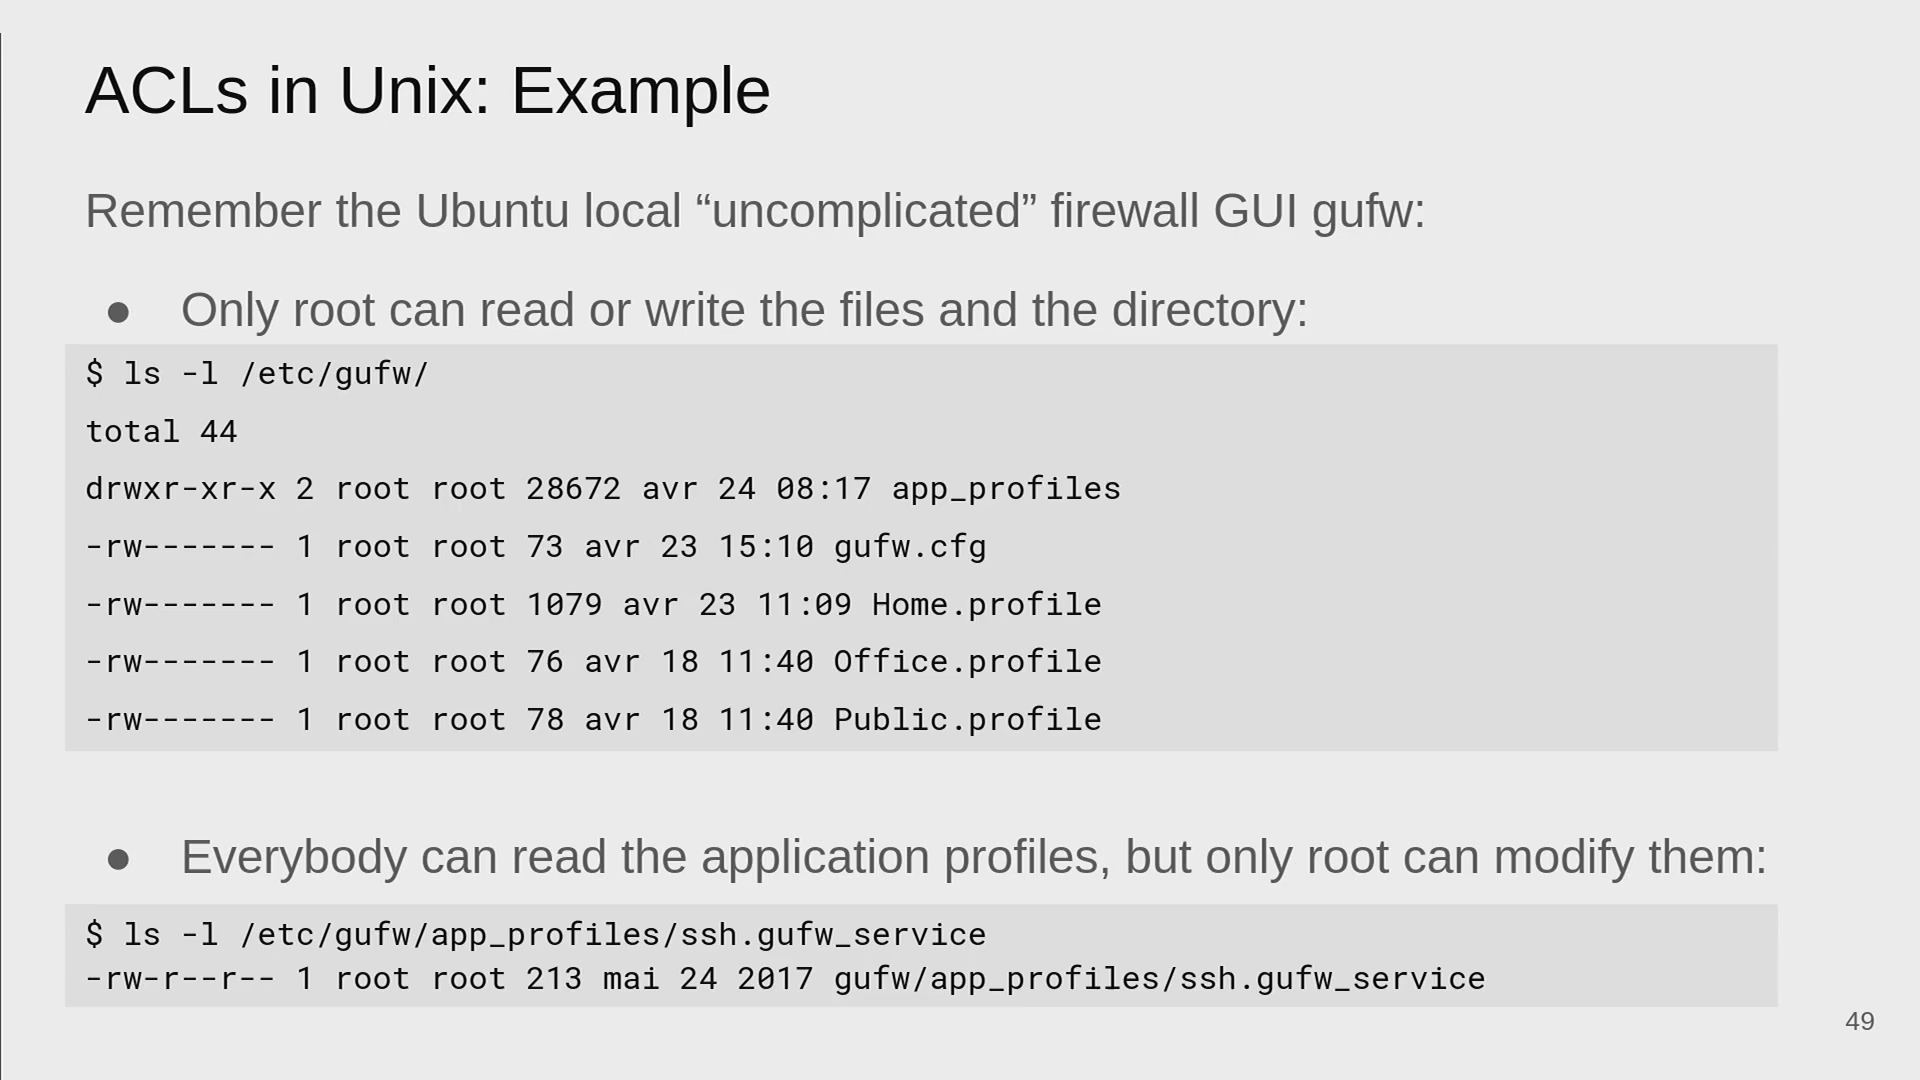 ACLs in Unix: Example
Remember the Ubuntu local “uncomplicated” firewall GUI gufw:
● Only root can read or write the files and the directory:
$ ls -l /etc/gufw/
total 44
drwxr-xr-x 2 root root 28672 avr 24 08:17 app_profiles
-rw------- 1 root root 73 avr 23 15:10 gufw.cfg
-rw------- 1 root root 1079 avr 23 11:09 Home.profile
-rw------- 1 root root 76 avr 18 11:40 Office.profile
-rw------- 1 root root 78 avr 18 11:40 Public.profile
● Everybody can read the application profiles, but only root can modify them:
$ ls -l /etc/gufw/app_profiles/ssh.gufw_service
-rw-r--r-- 1 root root 213 mai 24 2017 gufw/app_profiles/ssh.gufw_service
49